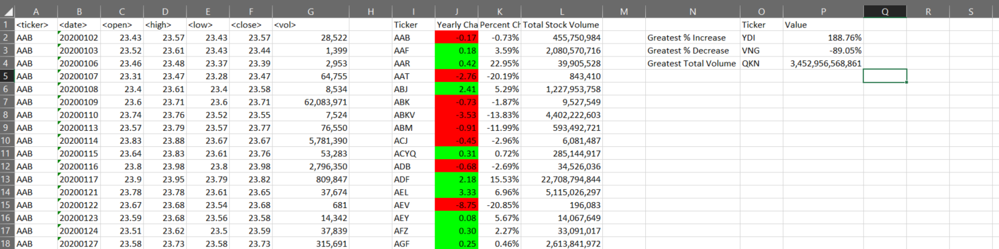 A B C D E F G H I J K L M N O P Q R S
1 <ticker> <date> <open> <high> <low> <close> <vol> Ticker Yearly Cha Percent Ch Total Stock Volume Ticker Value
2 AAB 20200102 23.43 23.57 23.43 23.57 28,522 AAB -0.17 -0.73% 455,750,984 Greatest % Increase YDI 188.76%
3 AAB 20200103 23.52 23.61 23.43 23.44 1,399 AAF 0.18 3.59% 2,080,570,716 Greatest % Decrease VNG -89.05%
4 AAB 20200106 23.46 23.48 23.37 23.39 2,953 AAR 0.42 22.95% 39,905,528 Greatest Total Volume QKN 3,452,956,568,861
5 AAB 20200107 23.31 23.47 23.28 23.47 64,755 AAT -2.76 -20.19% 843,410
6 AAB 20200108 23.4 23.61 23.4 23.58 8,534 ABJ 2.41 5.29% 1,227,953,758
7 AAB 20200109 23.6 23.71 23.6 23.71 62,083,971 ABK -0.73 -1.87% 9,527,549
8 AAB 20200110 23.74 23.76 23.52 23.55 7,524 ABKV -3.53 -13.83% 4,402,222,603
9 AAB 20200113 23.57 23.79 23.57 23.77 76,550 ABM -0.91 -11.99% 593,492,721
10 AAB 20200114 23.83 23.88 23.67 23.67 5,781,390 ACJ -0.45 -2.96% 6,081,487
11 AAB 20200115 23.64 23.83 23.61 23.76 53,283 ACYQ 0.31 0.72% 285,144,917
12 AAB 20200116 23.8 23.98 23.8 23.98 2,796,350 ADB -0.68 -2.69% 34,526,036
13 AAB 20200117 23.9 23.95 23.79 23.82 809,847 ADF 2.18 15.53% 22,708,794,844
14 AAB 20200121 23.78 23.78 23.61 23.65 37,674 AEL 3.33 6.96% 5,115,026,297
15 AAB 20200122 23.67 23.68 23.54 23.68 681 AEV -8.75 -20.85% 196,083
16 AAB 20200123 23.59 23.68 23.56 23.58 14,342 AEY 0.08 5.67% 14,067,649
17 AAB 20200124 23.51 23.62 23.5 23.59 37,839 AFZ 0.30 2.27% 33,091,017
18 AAB 20200127 23.58 23.73 23.58 23.73 315,691 AGF 0.25 0.46% 2,613,841,972